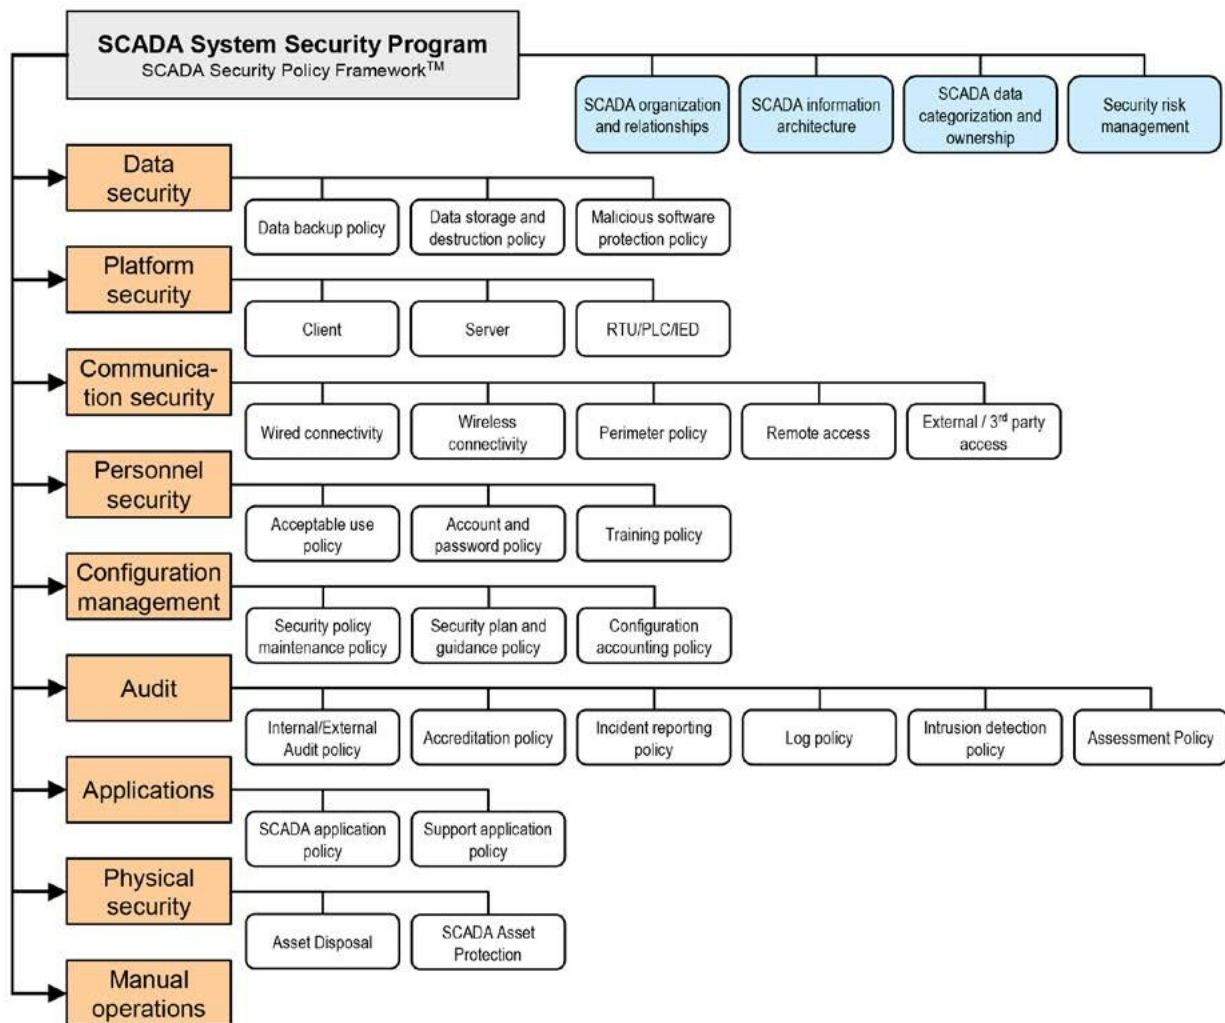 SCADA System Security Program
SCADA Security Policy Framework™
SCADA organization
and relationships
SCADA information
architecture
SCADA data
categorization and
ownership
Security risk
management
Data
security
Data backup policy
Data storage and
destruction policy
Malicious software
protection policy
Platform
security
Client
Server
RTU/PLC/IED
Communica-
tion security
Wired connectivity
Wireless
connectivity
Perimeter policy
Remote access
External / 3rd party
access
Personnel
security
Acceptable use
policy
Account and
password policy
Training policy
Configuration
management
Security policy
maintenance policy
Security plan and
guidance policy
Configuration
accounting policy
Audit
Internal/External
Audit policy
Accreditation policy
Incident reporting
policy
Log policy
Intrusion detection
policy
Assessment Policy
Applications
SCADA application
policy
Support application
policy
Physical
security
Asset Disposal
SCADA Asset
Protection
Manual
operations